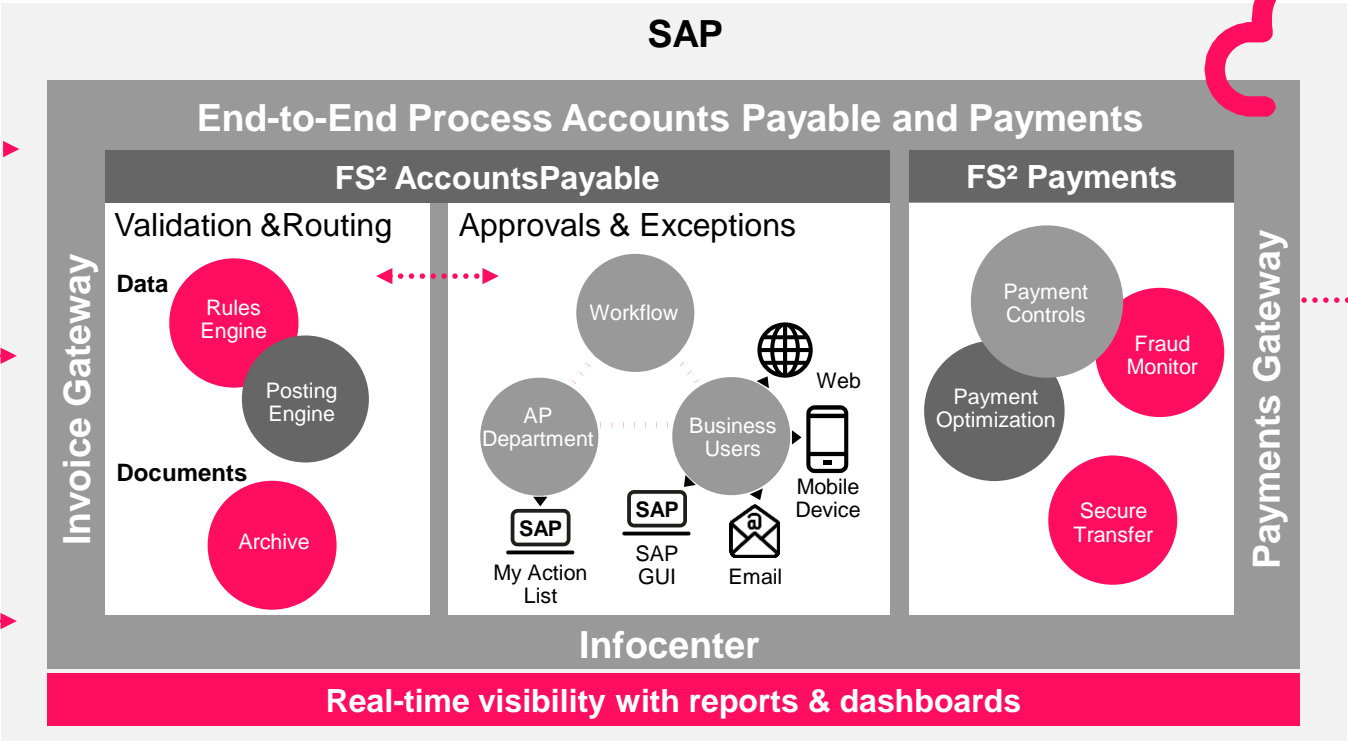 SAP
End-to-End Process Accounts Payable and Payments
FS² AccountsPayable
FS² Payments
Invoice Gateway
Validation &Routing
Data
Rules
Engine
Posting
Engine
Documents
Archive
Approvals & Exceptions
Workflow
AP
Department
Business
Users
Web
Mobile
Device
SAP
My Action
List
SAP
SAP
GUI
@
Email
Payment
Controls
Fraud
Monitor
Payment
Optimization
Secure
Transfer
Payments Gateway
Infocenter
Real-time visibility with reports & dashboards